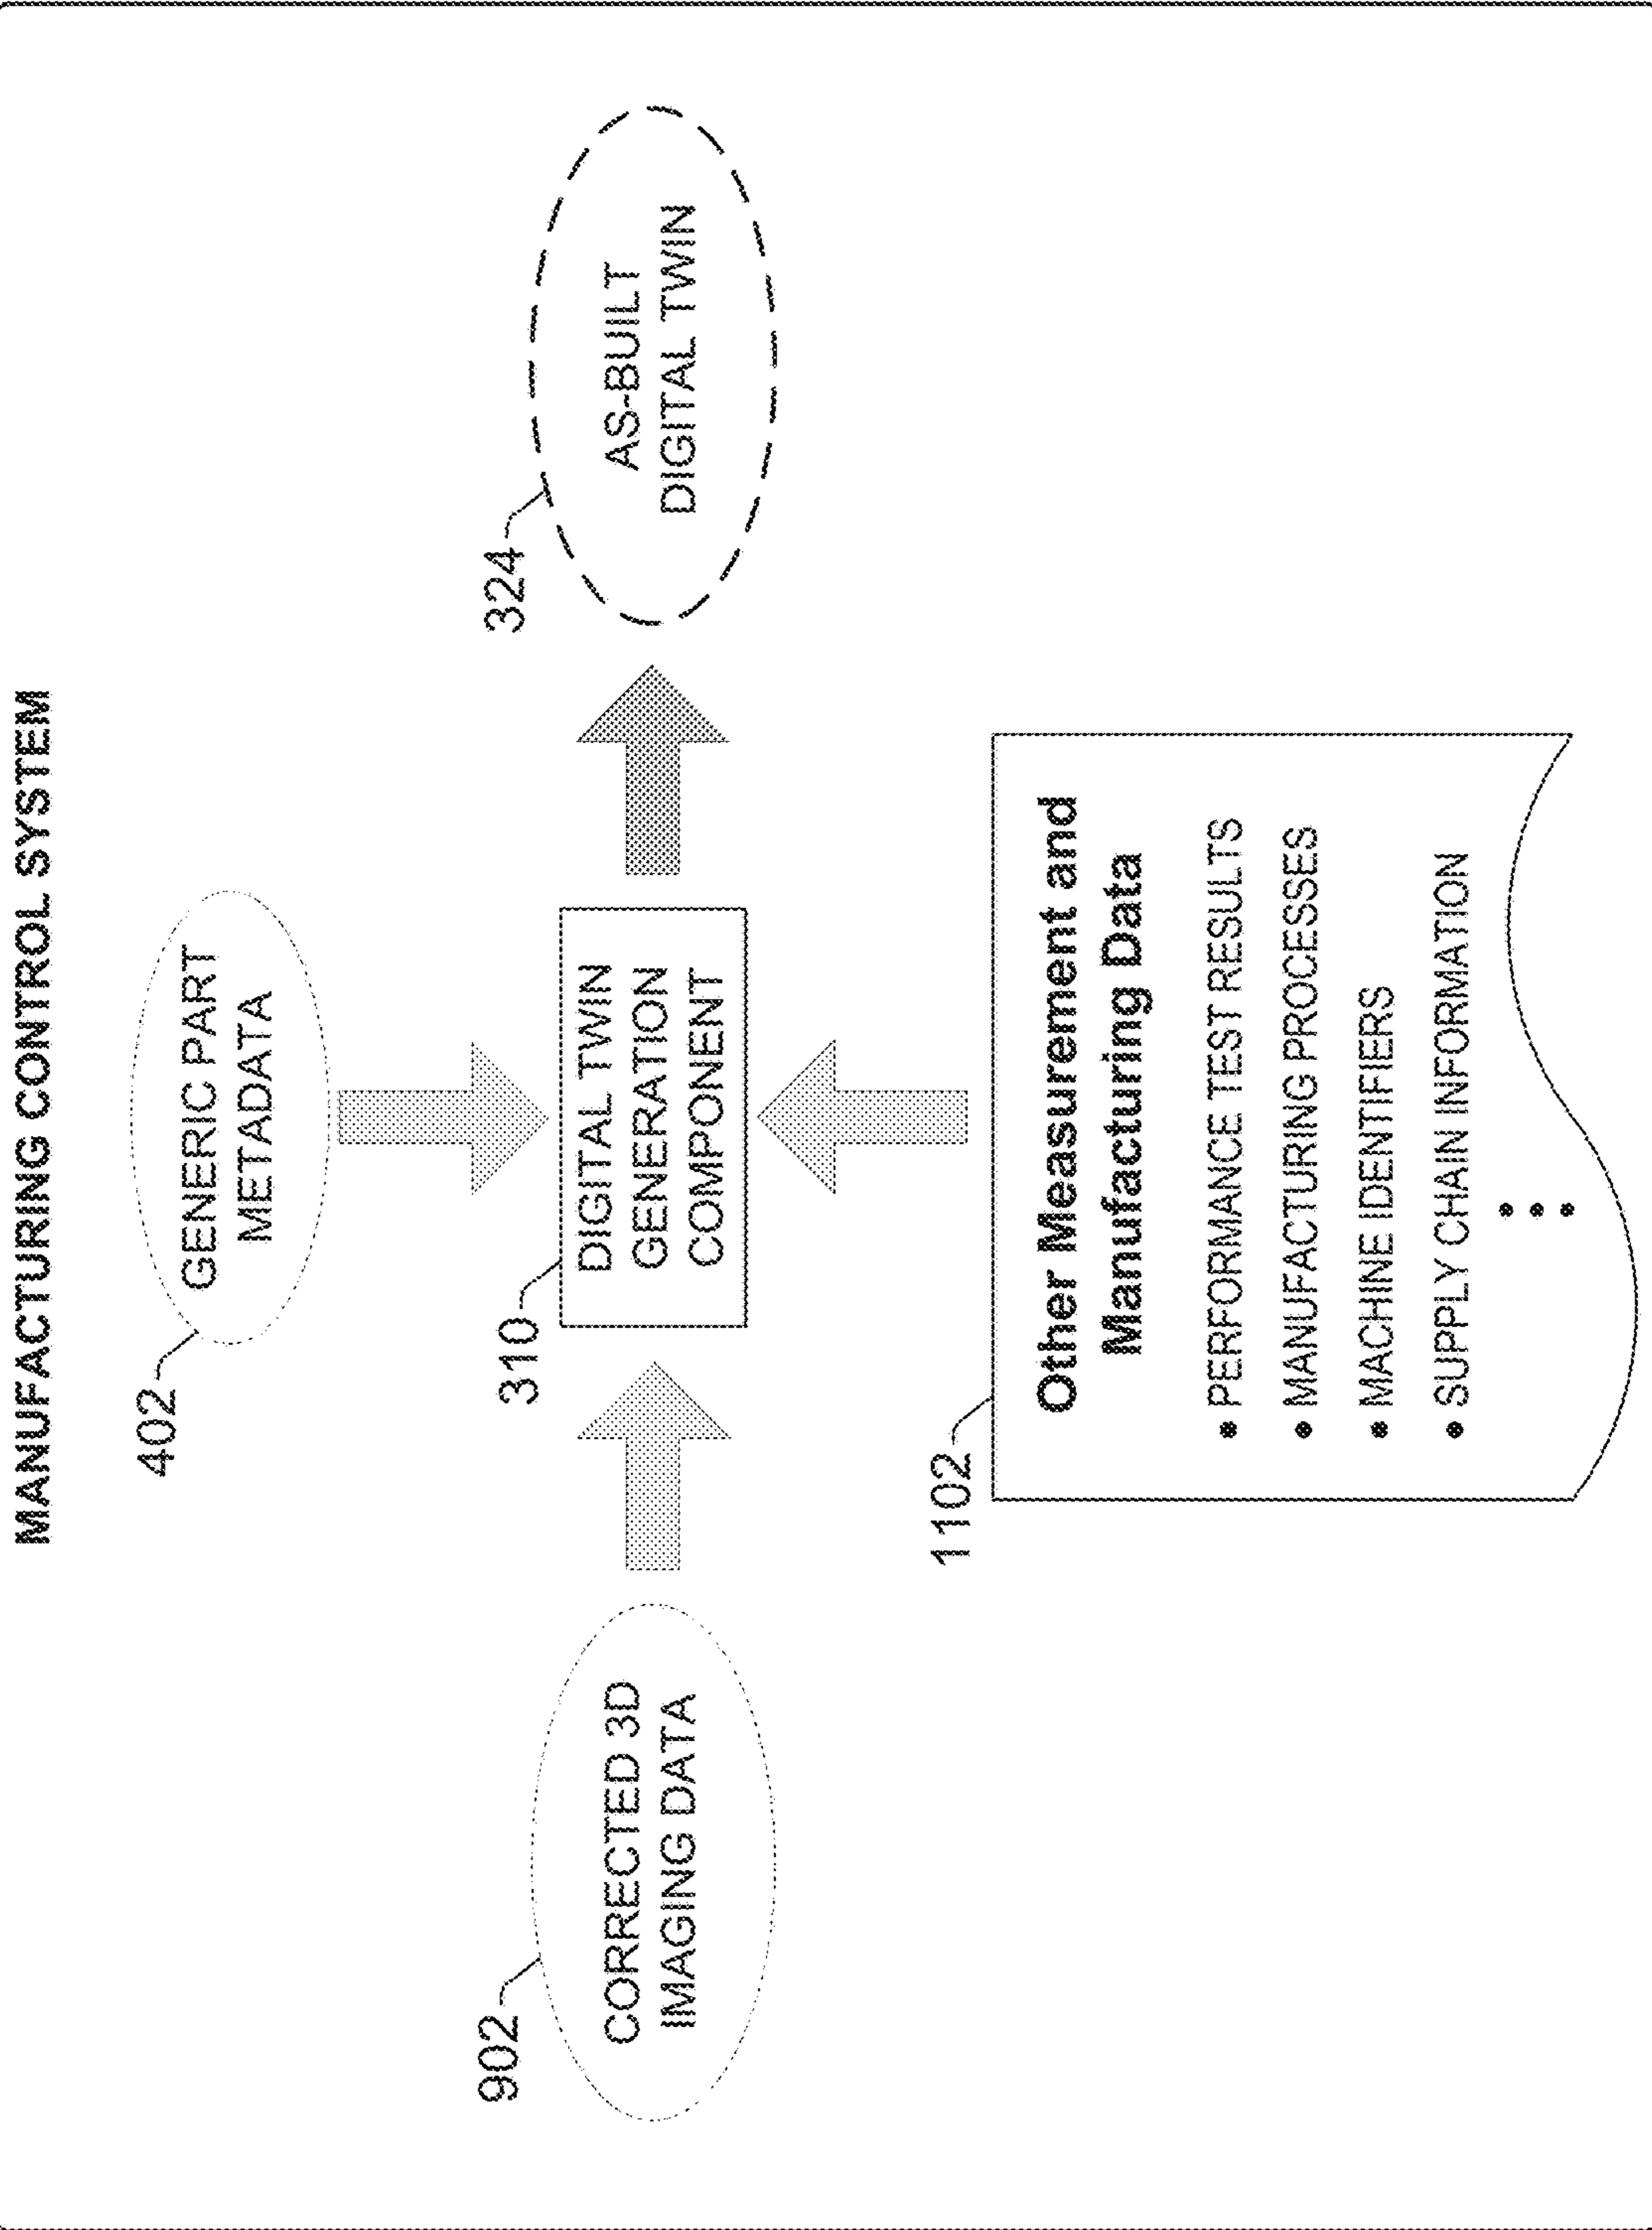 MANUFACTURING CONTROL SYSTEM
402
GENERIC PART
METADATA
902
CORRECTED 3D
IMAGING DATA
310
DIGITAL TWIN
GENERATION
COMPONENT
324
AS-BUILT
DIGITAL TWIN
1102
Other Measurement and
Manufacturing Data
• PERFORMANCE TEST RESULTS
• MANUFACTURING PROCESSES
• MACHINE IDENTIFIERS
• SUPPLY CHAIN INFORMATION
⋮